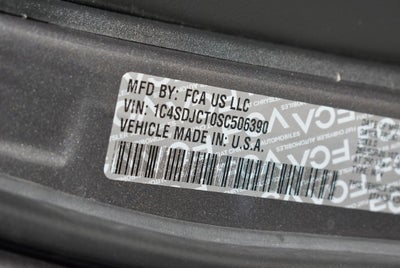 MFD BY: FCA US LLC
VIN: 1C4SDJCT0SC506390
VEHICLE MADE IN: U.S.A.